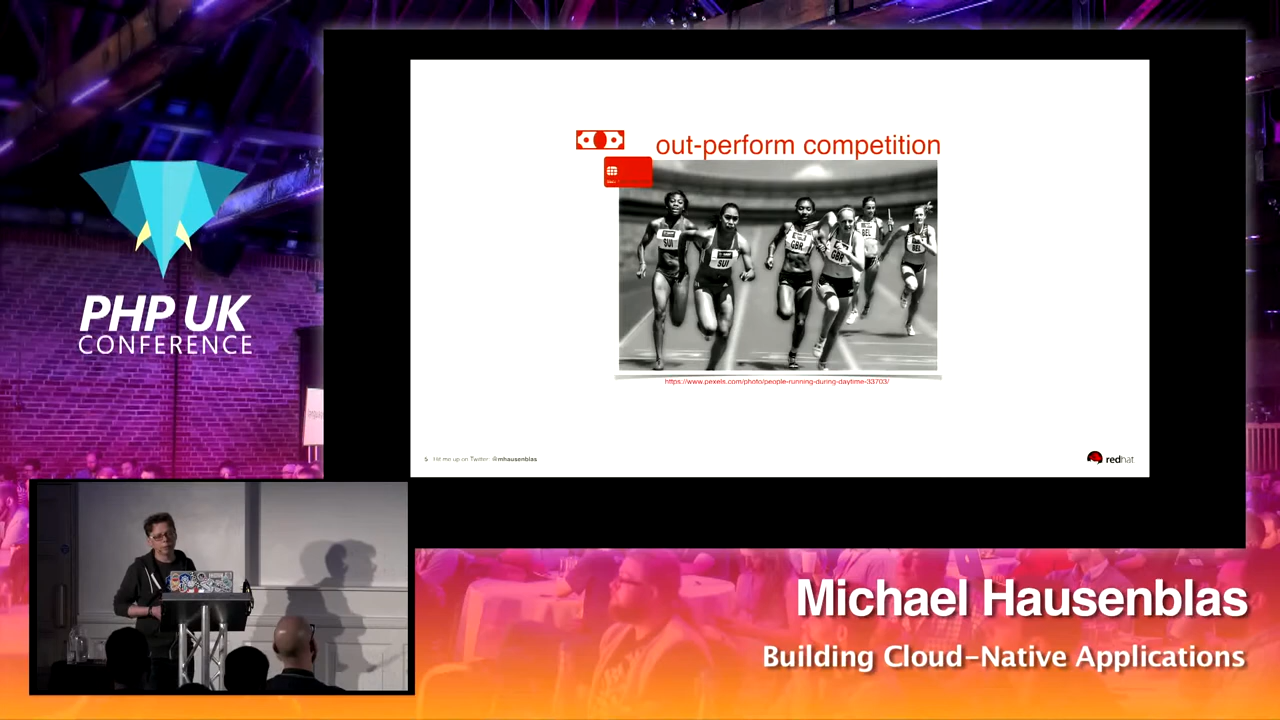 PHP UK
CONFERENCE
out-perform competition
SUI
SUI
GBR
GBR
BEL
BEL
https://www.pexels.com/photo/people-running-during-daytime-33703/
5 Hit me up on Twitter: @mhausenblas
redhat
Michael Hausenblas
Building Cloud-Native Applications